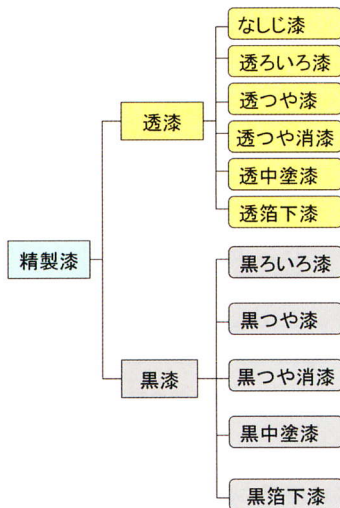 精製漆
透漆
なしじ漆
透ろいろ漆
透つや漆
透つや消漆
透中塗漆
透箔下漆
黒漆
黒ろいろ漆
黒つや漆
黒つや消漆
黒中塗漆
黒箔下漆